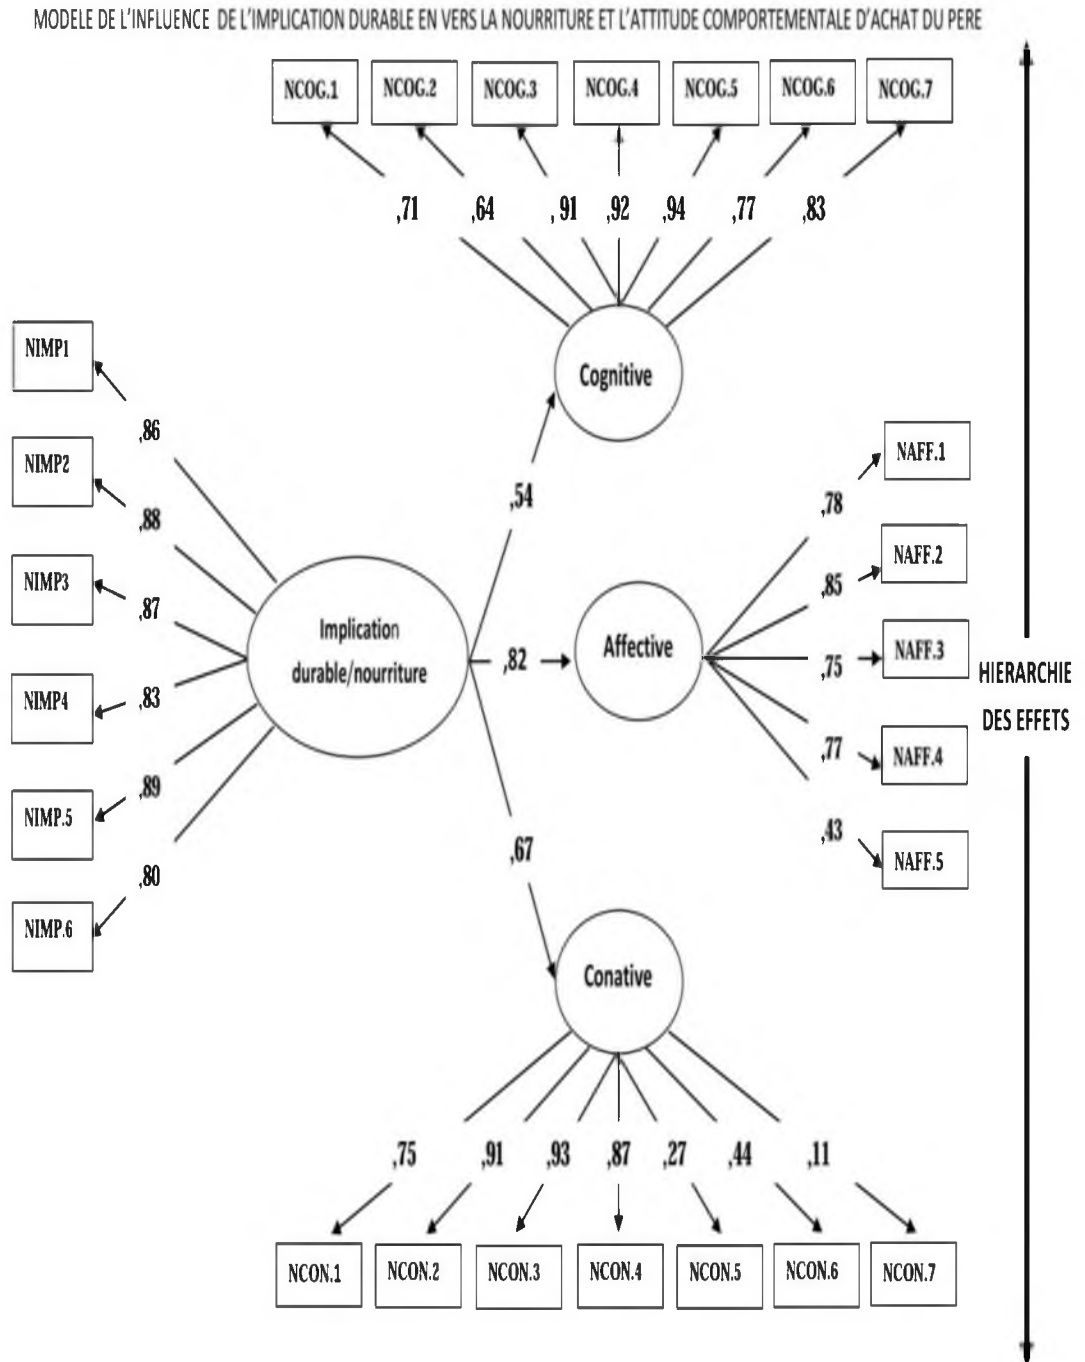 MODELE DE L'INFLUENCE DE L'IMPLICATION DURABLE EN VERS LA NOURRITURE ET L'ATTITUDE COMPORTEMENTALE D'ACHAT DU PERE
NCOG.1 NCOG.2 NCOG.3 NCOG.4 NCOG.5 NCOG.6 NCOG.7
,71 ,64 ,91 ,92 ,94 ,77 ,83
Cognitive
NIMP1
NIMP2
NIMP3
NIMP4
NIMP.5
NIMP.6
,86
,88
,87
,83
,89
,80
Implication
durable/nourriture
,54
,82
,67
Affective
,78
,85
,75
,77
,43
NAFF.1
NAFF.2
NAFF.3
NAFF.4
NAFF.5
HIERARCHIE
DES EFFETS
Conative
,75 ,91 ,93 ,87 ,27 ,44 ,11
NCON.1 NCON.2 NCON.3 NCON.4 NCON.5 NCON.6 NCON.7